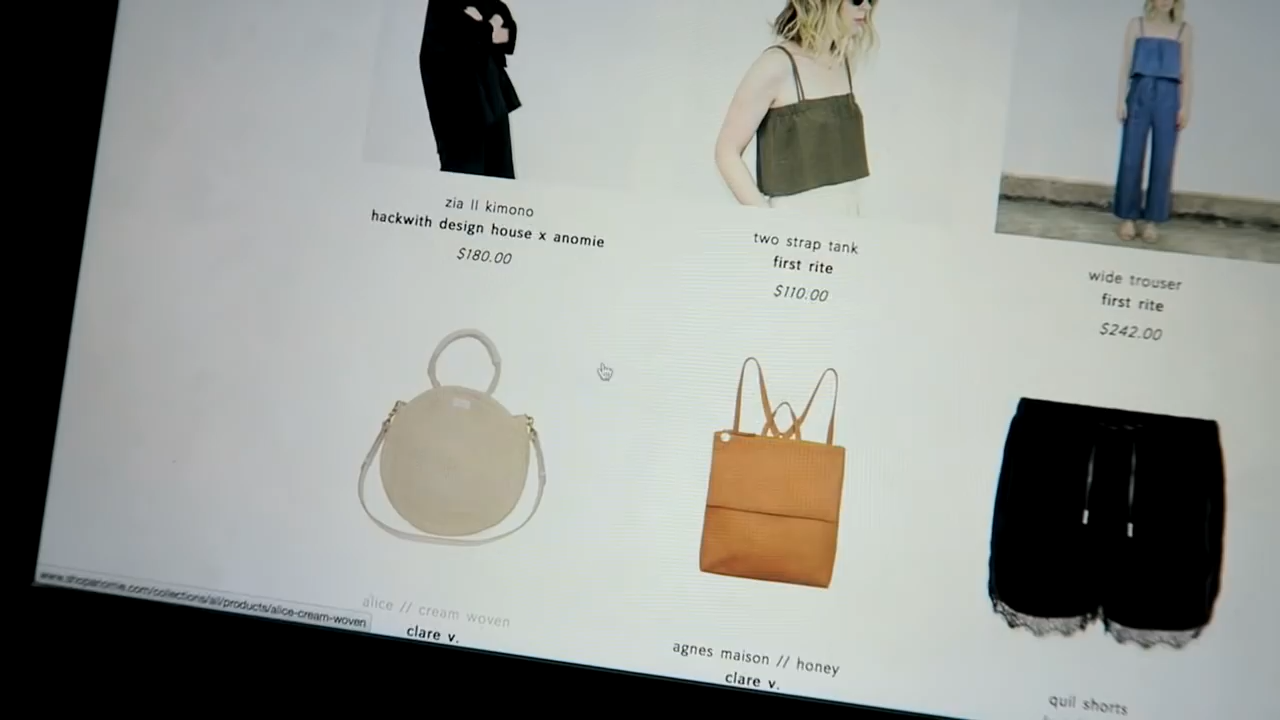 zia II kimono
hackwith design house x anomie
$180.00
two strap tank
first rite
$110.00
wide trouser
first rite
$242.00
alice // cream woven
clare v.
agnes maison // honey
clare v.
quil shorts
www.shopanomie.com/collections/all/products/alice-cream-woven